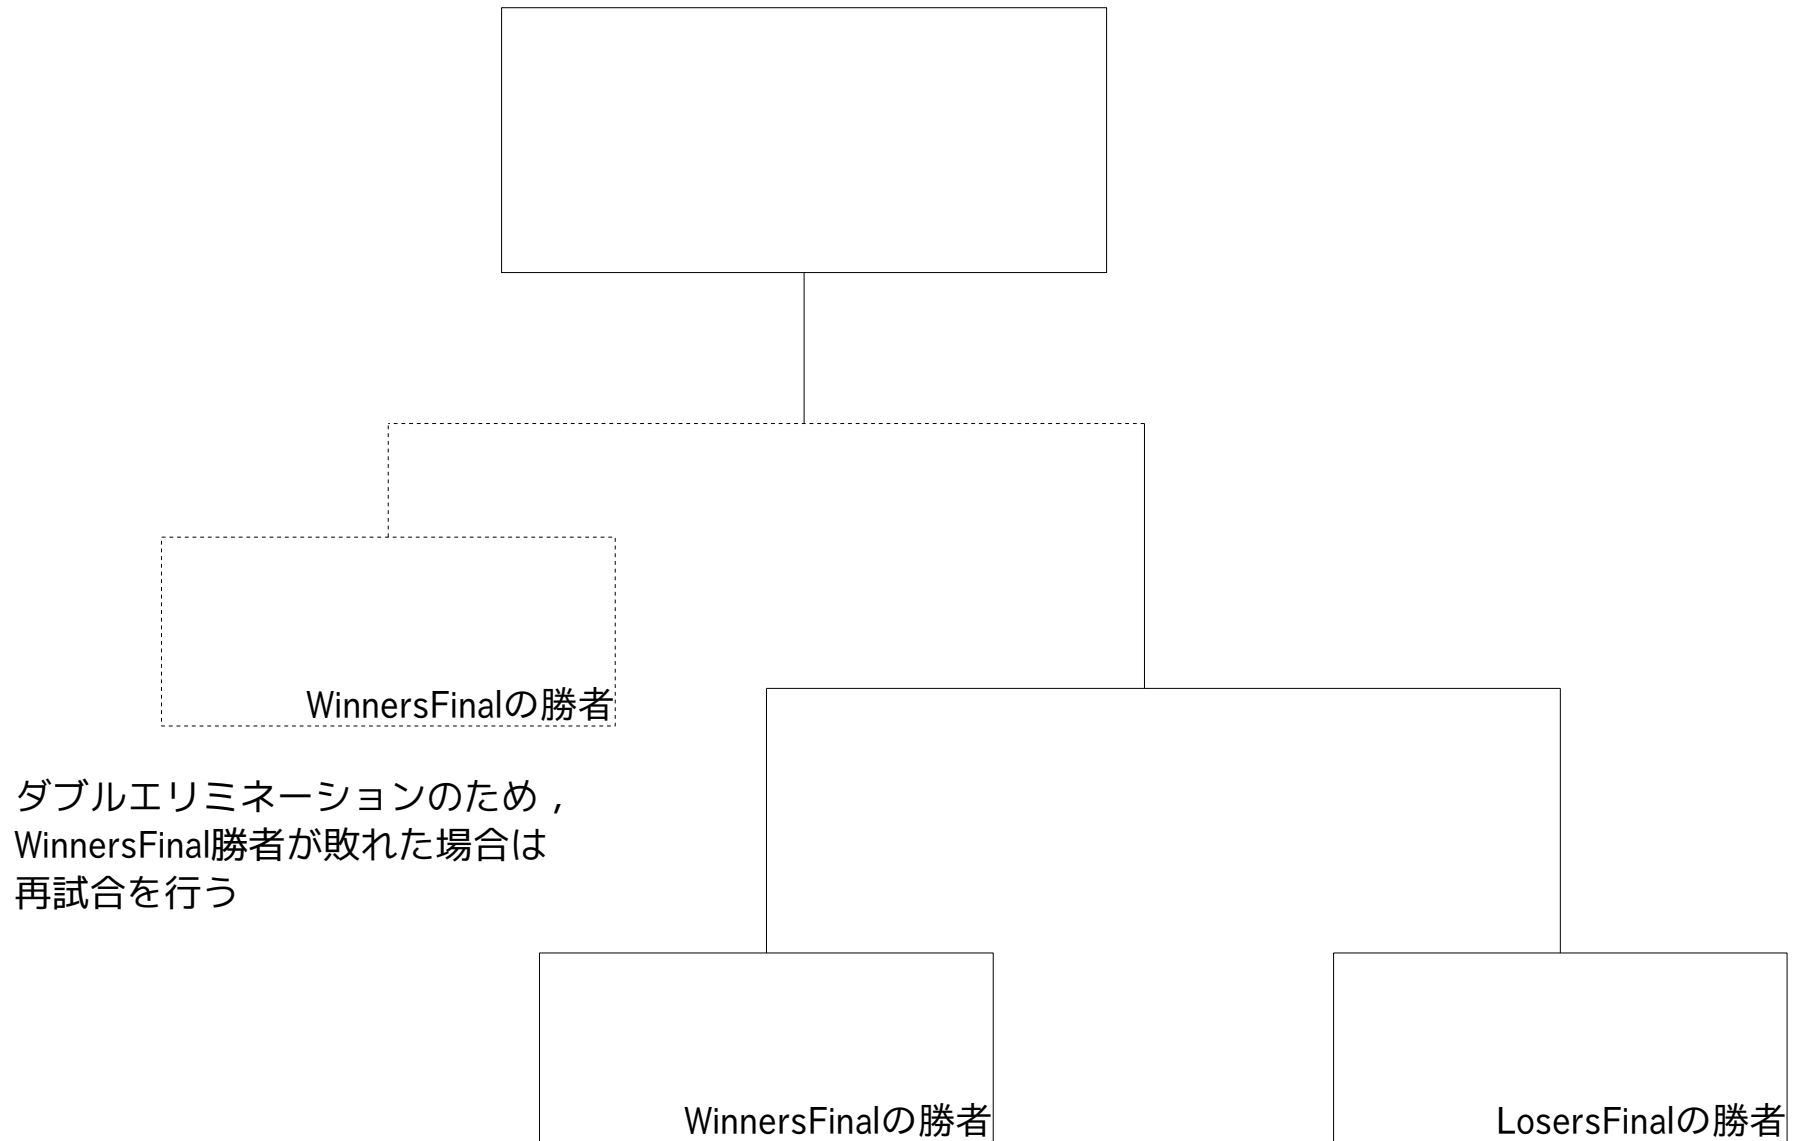 WinnersFinalの勝者
ダブルエリミネーションのため，
WinnersFinal勝者が敗れた場合は
再試合を行う
WinnersFinalの勝者
LosersFinalの勝者